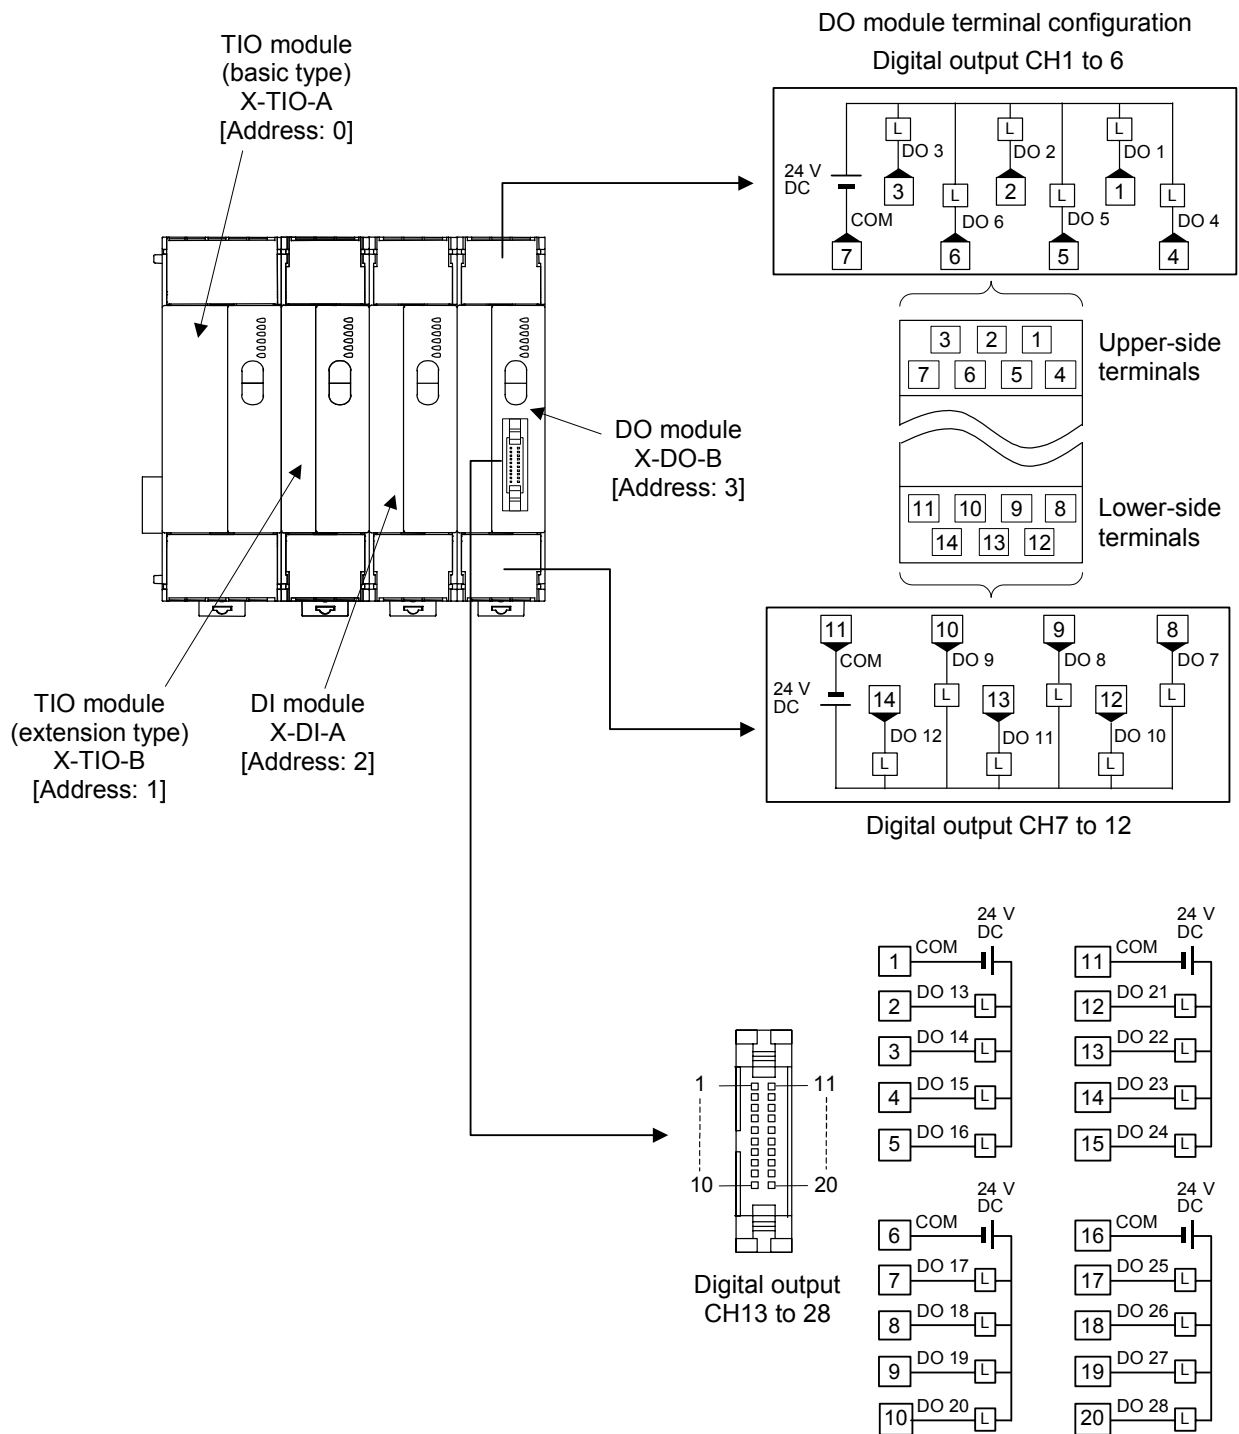 DO module terminal configuration
Digital output CH1 to 6
TIO module
(basic type)
X-TIO-A
[Address: 0]
L
L
L
DO 3
DO 2
DO 1
24 V
DC
3
2
1
L
L
L
COM
DO 6
DO 5
DO 4
7
6
5
4
3
2
1
7
6
5
4
Upper-side
terminals
DO module
X-DO-B
[Address: 3]
11
10
9
8
14
13
12
Lower-side
terminals
11
10
9
8
COM
DO 9
DO 8
DO 7
24 V
DC
14
L
13
L
12
L
DO 12
DO 11
DO 10
L
L
L
Digital output CH7 to 12
TIO module
(extension type)
X-TIO-B
[Address: 1]
DI module
X-DI-A
[Address: 2]
24 V
DC
1
COM
2
DO 13
L
3
DO 14
L
4
DO 15
L
5
DO 16
L
24 V
DC
11
COM
12
DO 21
L
13
DO 22
L
14
DO 23
L
15
DO 24
L
1
11
10
20
Digital output
CH13 to 28
24 V
DC
6
COM
7
DO 17
L
8
DO 18
L
9
DO 19
L
10
DO 20
L
24 V
DC
16
COM
17
DO 25
L
18
DO 26
L
19
DO 27
L
20
DO 28
L